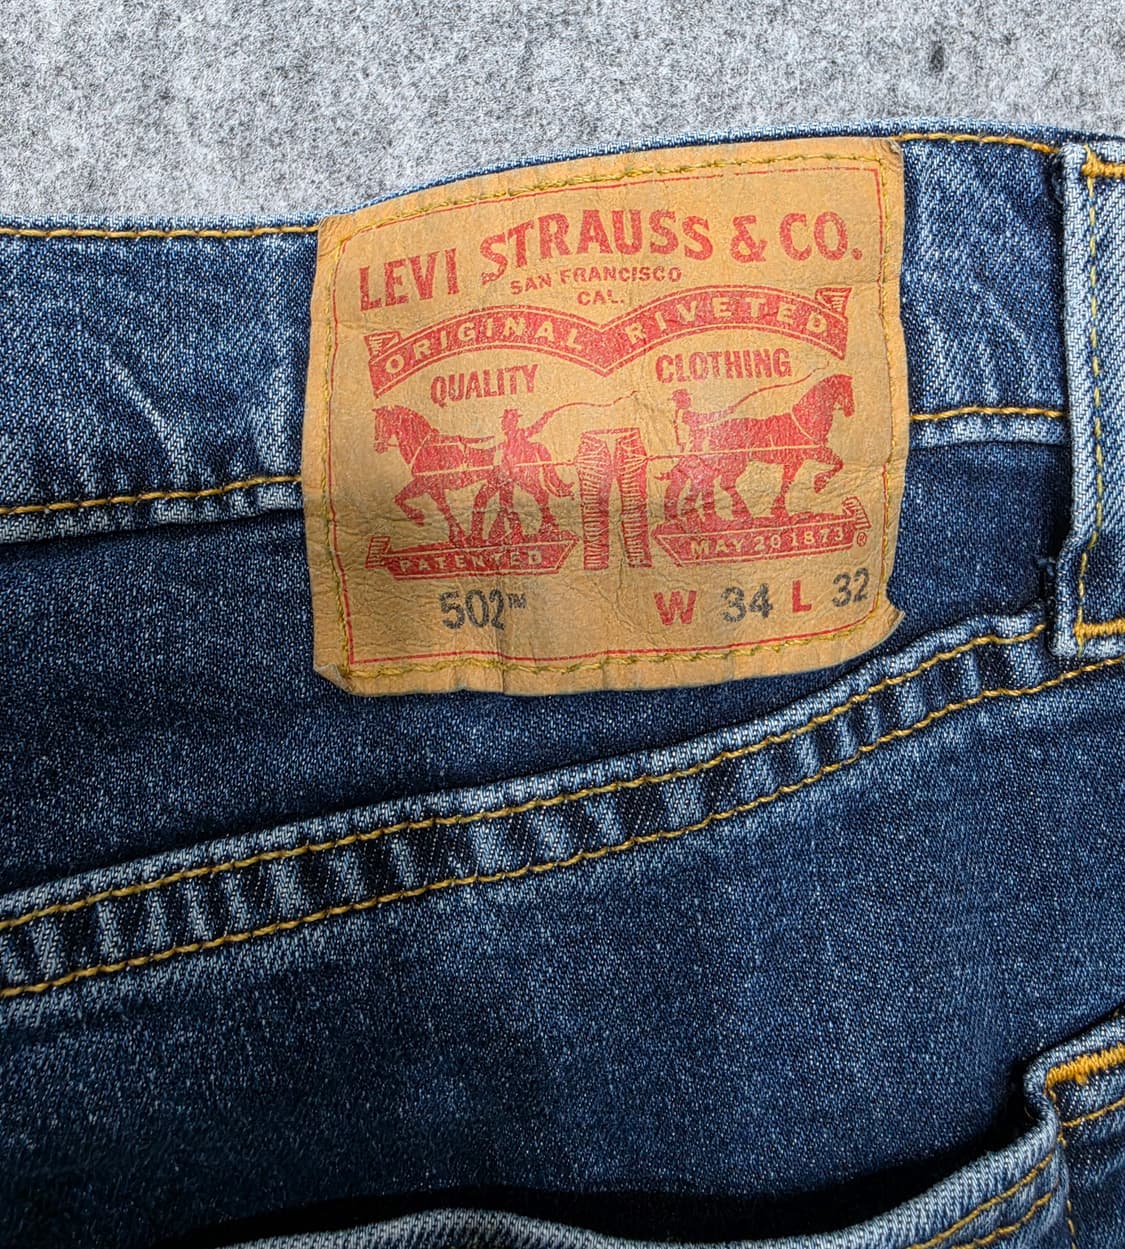 LEVI STRAUSS & CO.
SAN FRANCISCO
CAL.
ORIGINAL RIVETED
QUALITY CLOTHING
PATENTED MAY 20 1873 ®
502™ W 34 L 32